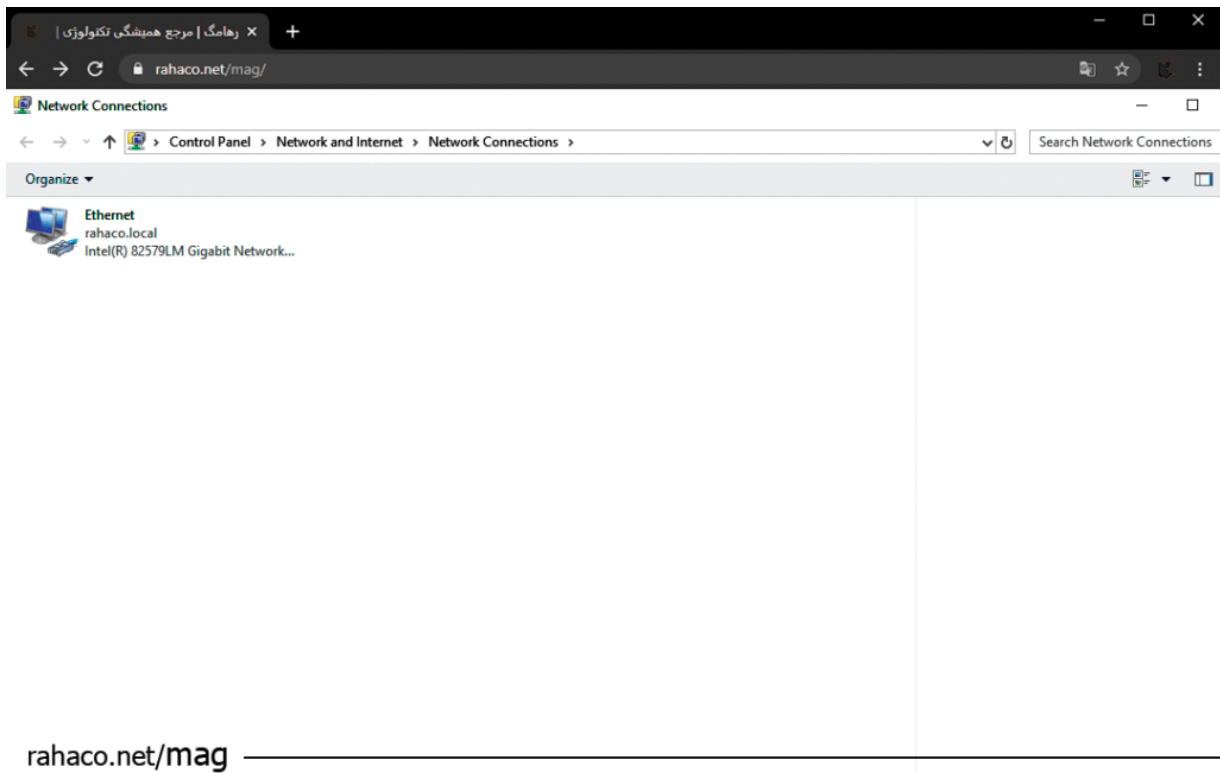 رهامگ | مرجع همیشگی تکنولوژی |
rahaco.net/mag/
Network Connections
Control Panel > Network and Internet > Network Connections >
Search Network Connections
Organize
Ethernet
rahaco.local
Intel(R) 82579LM Gigabit Network...
rahaco.net/mag